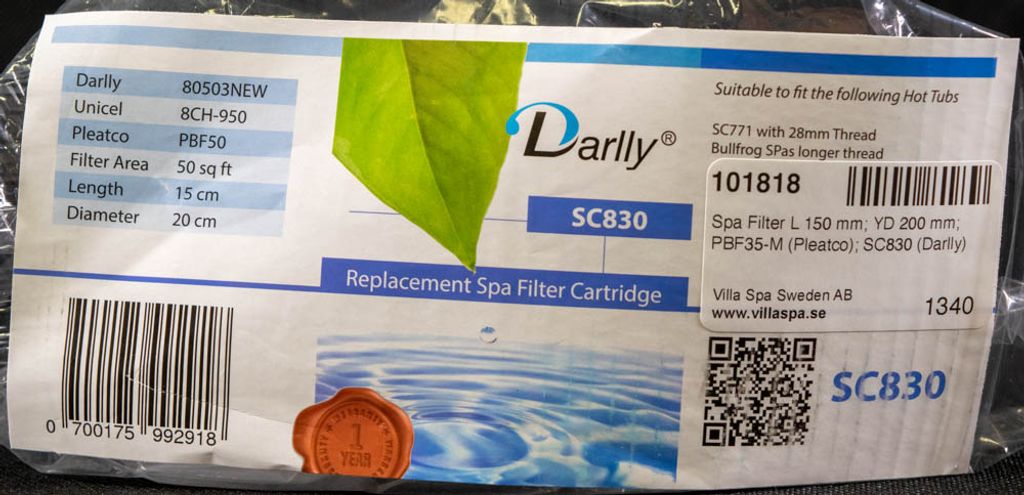 Darlly 80503NEW
Unicel 8CH-950
Pleatco PBF50
Filter Area 50 sq ft
Length 15 cm
Diameter 20 cm
Darlly®
SC830
Replacement Spa Filter Cartridge
Suitable to fit the following Hot Tubs
SC771 with 28mm Thread
Bullfrog SPas longer thread
101818
Spa Filter L 150 mm; YD 200 mm;
PBF35-M (Pleatco); SC830 (Darlly)
Villa Spa Sweden AB
www.villaspa.se 1340
SC830
0 700175 992918
WARRANTY
1
YEAR